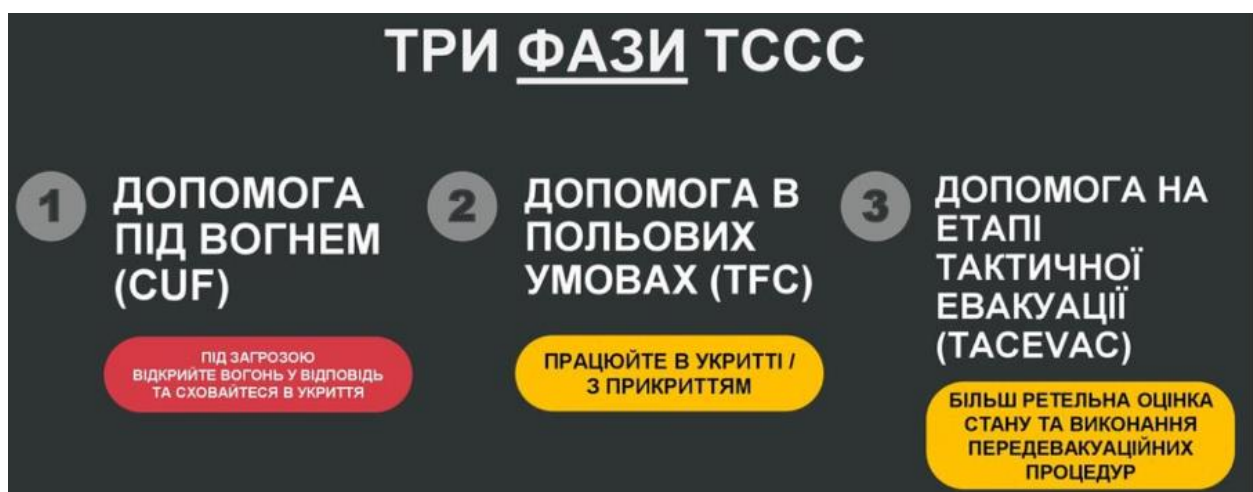 ТРИ ФАЗИ ТССС
1
ДОПОМОГА
ПІД ВОГНЕМ
(CUF)
ПІД ЗАГРОЗОЮ
ВІДКРИЙТЕ ВОГОНЬ У ВІДПОВІДЬ
ТА СХОВАЙТЕСЯ В УКРИТТЯ
2
ДОПОМОГА В
ПОЛЬОВИХ
УМОВАХ (TFC)
ПРАЦЮЙТЕ В УКРИТТІ /
З ПРИКРИТТЯМ
3
ДОПОМОГА НА
ЕТАПІ
ТАКТИЧНОЇ
ЕВАКУАЦІЇ
(TACEVAC)
БІЛЬШ РЕТЕЛЬНА ОЦІНКА
СТАНУ ТА ВИКОНАННЯ
ПЕРЕДЕВАКУАЦІЙНИХ
ПРОЦЕДУР